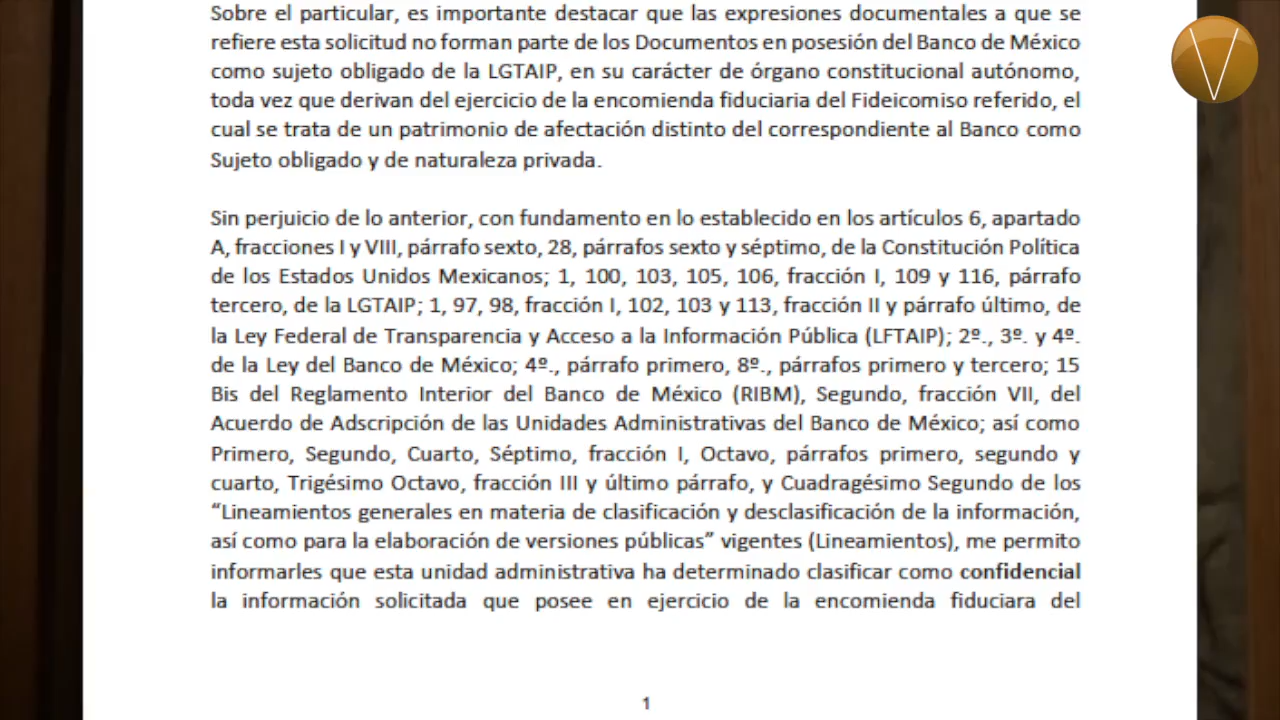 Sobre el particular, es importante destacar que las expresiones documentales a que se
refiere esta solicitud no forman parte de los Documentos en posesión del Banco de México
como sujeto obligado de la LGTAIP, en su carácter de órgano constitucional autónomo,
toda vez que derivan del ejercicio de la encomienda fiduciaria del Fideicomiso referido, el
cual se trata de un patrimonio de afectación distinto del correspondiente al Banco como
Sujeto obligado y de naturaleza privada.
Sin perjuicio de lo anterior, con fundamento en lo establecido en los artículos 6, apartado
A, fracciones I y VIII, párrafo sexto, 28, párrafos sexto y séptimo, de la Constitución Política
de los Estados Unidos Mexicanos; 1, 100, 103, 105, 106, fracción I, 109 y 116, párrafo
tercero, de la LGTAIP; 1, 97, 98, fracción I, 102, 103 y 113, fracción II y párrafo último, de
la Ley Federal de Transparencia y Acceso a la Información Pública (LFTAIP); 2º., 3º. y 4º.
de la Ley del Banco de México; 4º., párrafo primero, 8º., párrafos primero y tercero; 15
Bis del Reglamento Interior del Banco de México (RIBM), Segundo, fracción VII, del
Acuerdo de Adscripción de las Unidades Administrativas del Banco de México; así como
Primero, Segundo, Cuarto, Séptimo, fracción I, Octavo, párrafos primero, segundo y
cuarto, Trigésimo Octavo, fracción III y último párrafo, y Cuadragésimo Segundo de los
“Lineamientos generales en materia de clasificación y desclasificación de la información,
así como para la elaboración de versiones públicas” vigentes (Lineamientos), me permito
informarles que esta unidad administrativa ha determinado clasificar como confidencial
la información solicitada que posee en ejercicio de la encomienda fiduciara del
1
V